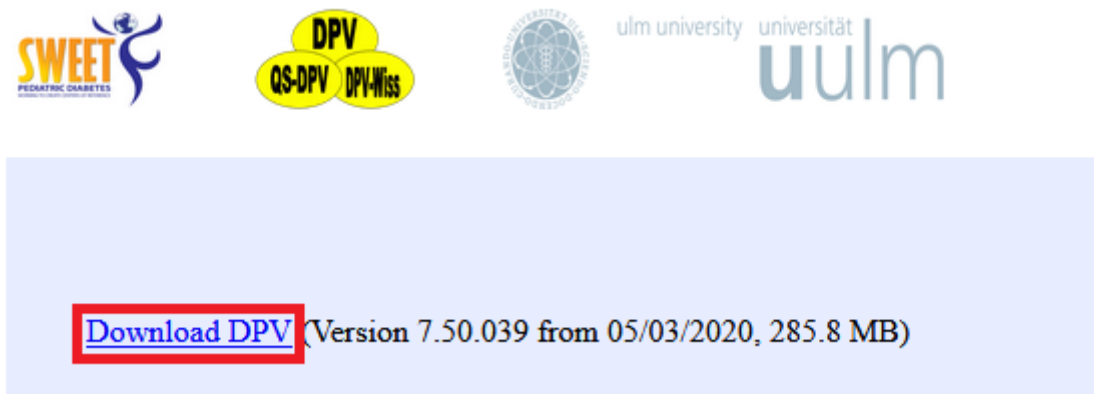 SWEET
PEDIATRIC DIABETES
DPV
QS-DPV DPV-Wiss
ulm university universität
uulm
Download DPV (Version 7.50.039 from 05/03/2020, 285.8 MB)